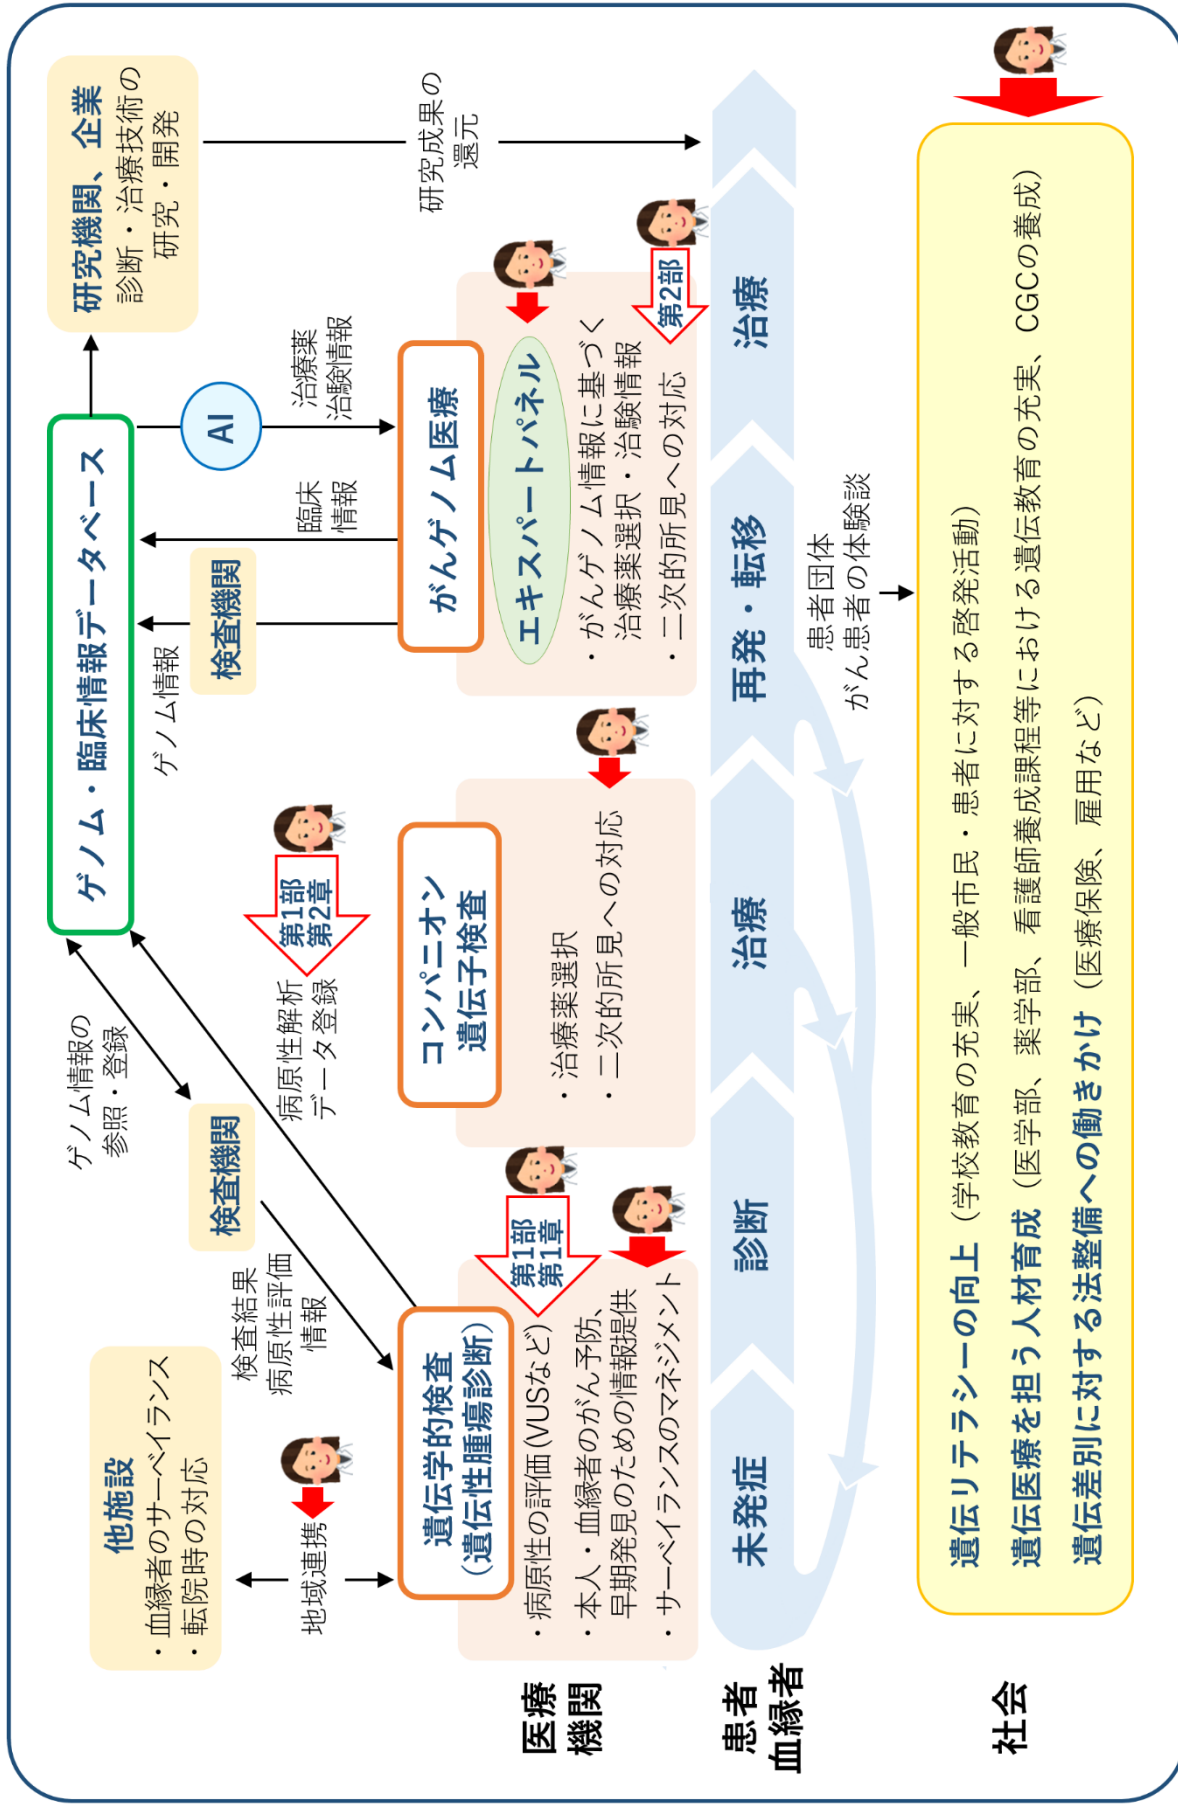 他施設
・血縁者のサーベイランス
・転院時の対応
地域連携
ゲノム情報の
参照・登録
検査機関
検査結果
病原性評価
情報
ゲノム・臨床情報データベース
第1部
第2章
病原性解析
データ登録
ゲノム情報
検査機関
臨床
情報
AI
治療薬
治験情報
研究機関、企業
診断・治療技術の
研究・開発
研究成果の
還元
医療
機関
遺伝学的検査
(遺伝性腫瘍診断)
第1部
第1章
・病原性の評価(VUSなど)
・本人・血縁者のがん予防、
早期発見のための情報提供
・サーベイランスのマネジメント
コンパニオン
遺伝子検査
・治療薬選択
・二次的所見への対応
がんゲノム医療
エキスパートパネル
・がんゲノム情報に基づく
治療薬選択・治験情報
・二次的所見への対応
第2部
患者
血縁者
未発症
診断
治療
再発・転移
治療
患者団体
がん患者の体験談
社会
遺伝リテラシーの向上（学校教育の充実、一般市民・患者に対する啓発活動）
遺伝医療を担う人材育成（医学部、薬学部、看護師養成課程等における遺伝教育の充実、CGCの養成）
遺伝差別に対する法整備への働きかけ（医療保険、雇用など）